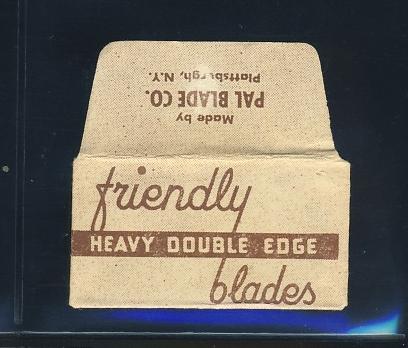 Made by
PAL BLADE CO.
Plattsburgh, N.Y.
friendly
HEAVY DOUBLE EDGE
blades